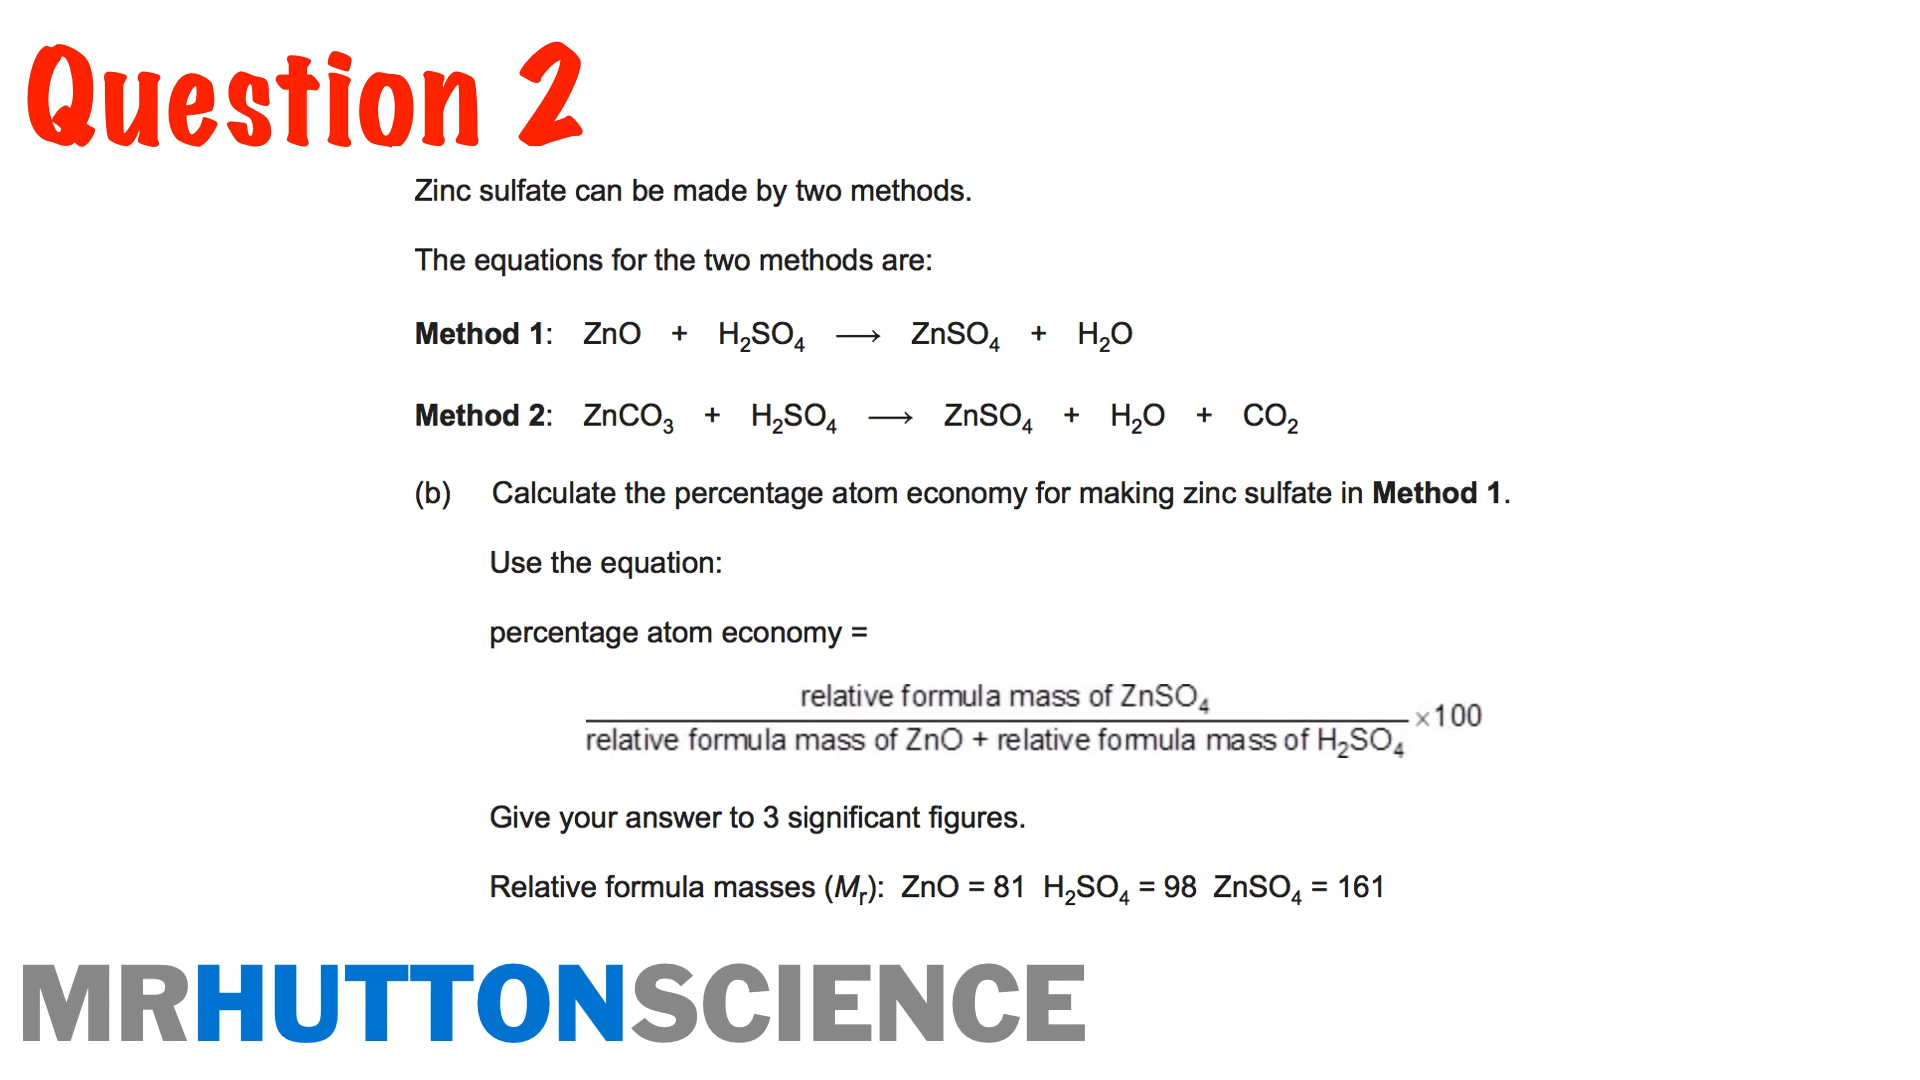 Question 2
Zinc sulfate can be made by two methods.
The equations for the two methods are:
Method 1: ZnO + H₂SO₄ ⟶ ZnSO₄ + H₂O
Method 2: ZnCO₃ + H₂SO₄ ⟶ ZnSO₄ + H₂O + CO₂
(b) Calculate the percentage atom economy for making zinc sulfate in Method 1.
Use the equation:
percentage atom economy =
relative formula mass of ZnSO₄
×100
relative formula mass of ZnO + relative formula mass of H₂SO₄
Give your answer to 3 significant figures.
Relative formula masses (Mᵣ): ZnO = 81 H₂SO₄ = 98 ZnSO₄ = 161
MRHUTTONSCIENCE